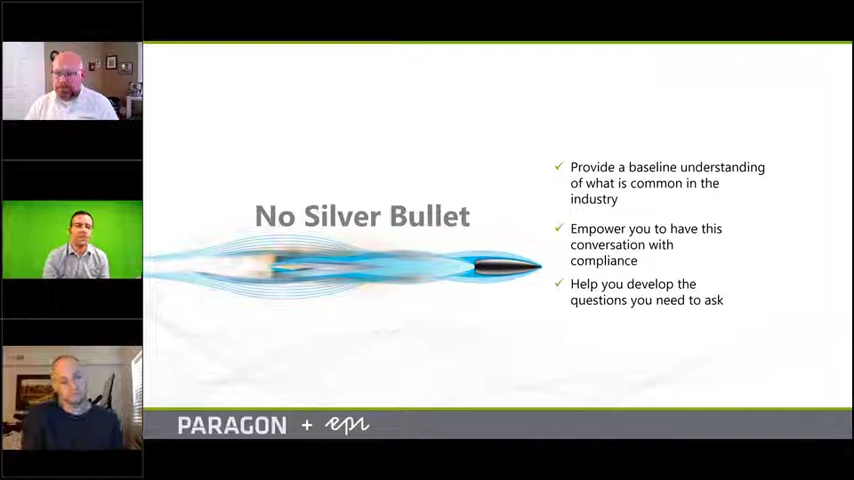 No Silver Bullet
Provide a baseline understanding
of what is common in the
industry
Empower you to have this
conversation with
compliance
Help you develop the
questions you need to ask
PARAGON + epi